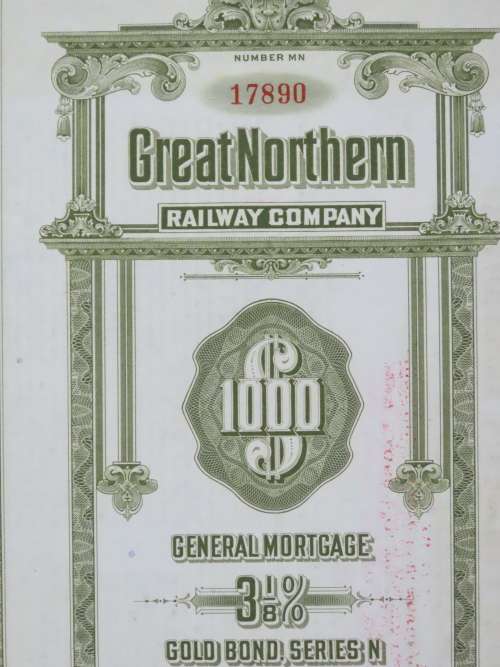 NUMBER MN
17890
Great Northern
RAILWAY COMPANY
$1000
GENERAL MORTGAGE
3 1/8 %
GOLD BOND, SERIES N